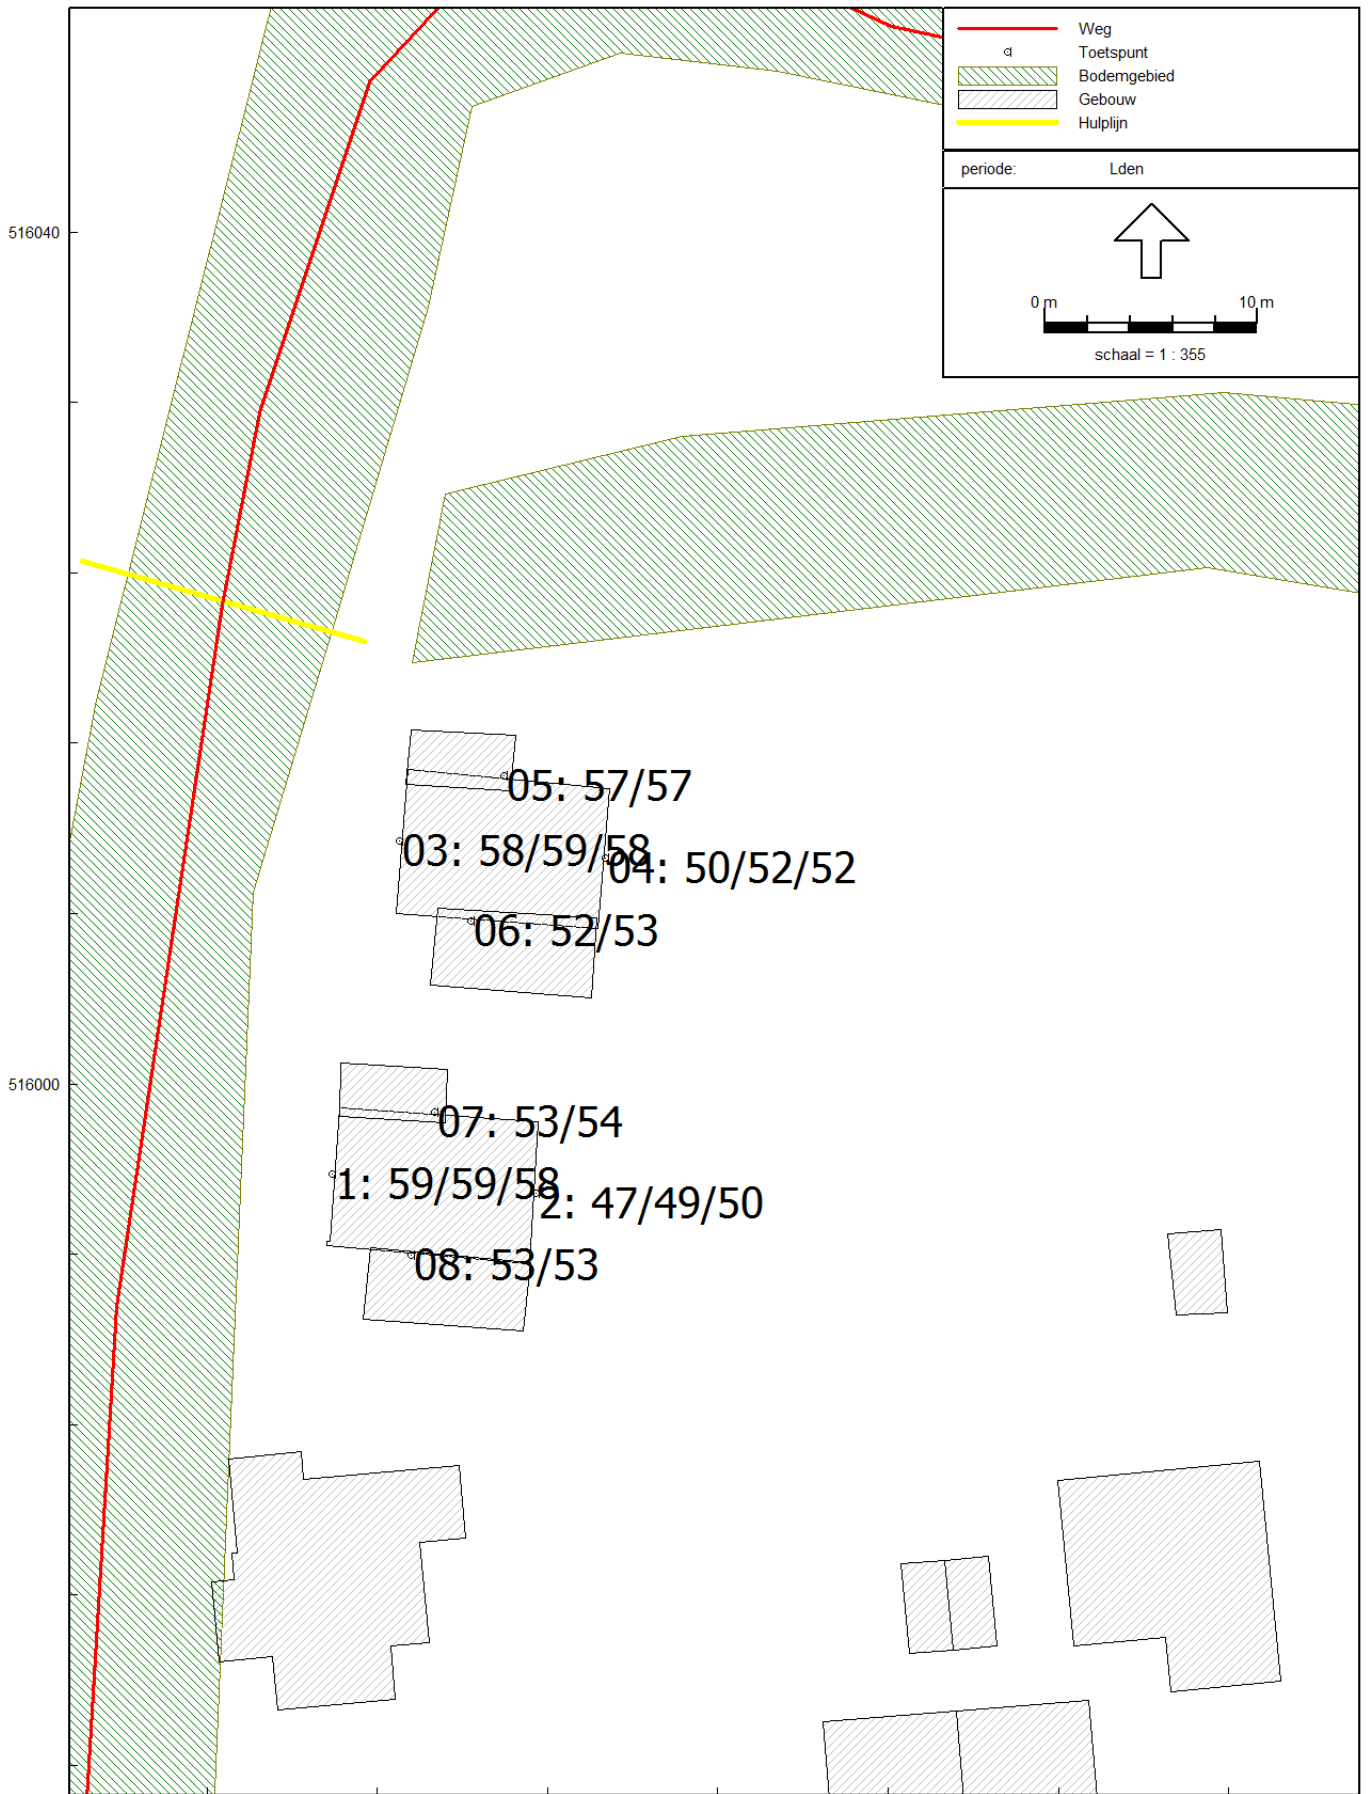 Weg
Toetspunt
Bodemgebied
Gebouw
Hulplijn
periode: Lden
0 m 10 m
schaal = 1 : 355
516040
05: 57/57
03: 58/59/58
04: 50/52/52
06: 52/53
516000
07: 53/54
1: 59/59/58
2: 47/49/50
08: 53/53